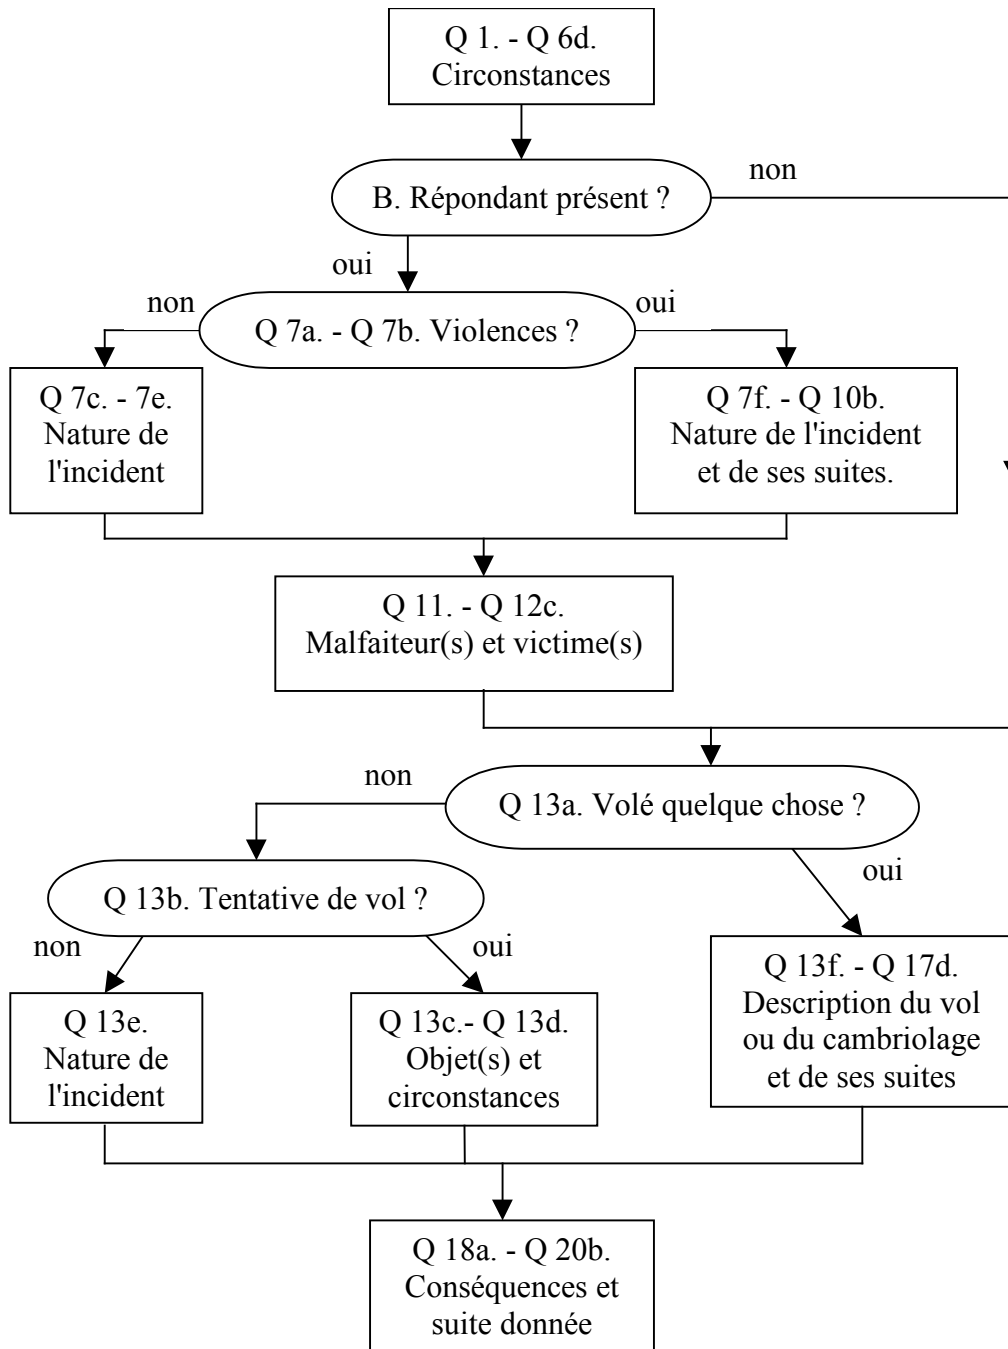 Q 1. - Q 6d.
Circonstances
B. Répondant présent ?
non
oui
non
oui
Q 7a. - Q 7b. Violences ?
Q 7c. - 7e.
Nature de
l'incident
Q 7f. - Q 10b.
Nature de l'incident
et de ses suites.
Q 11. - Q 12c.
Malfaiteur(s) et victime(s)
non
Q 13a. Volé quelque chose ?
oui
Q 13b. Tentative de vol ?
non
oui
Q 13e.
Nature de
l'incident
Q 13c.- Q 13d.
Objet(s) et
circonstances
Q 13f. - Q 17d.
Description du vol
ou du cambriolage
et de ses suites
Q 18a. - Q 20b.
Conséquences et
suite donnée